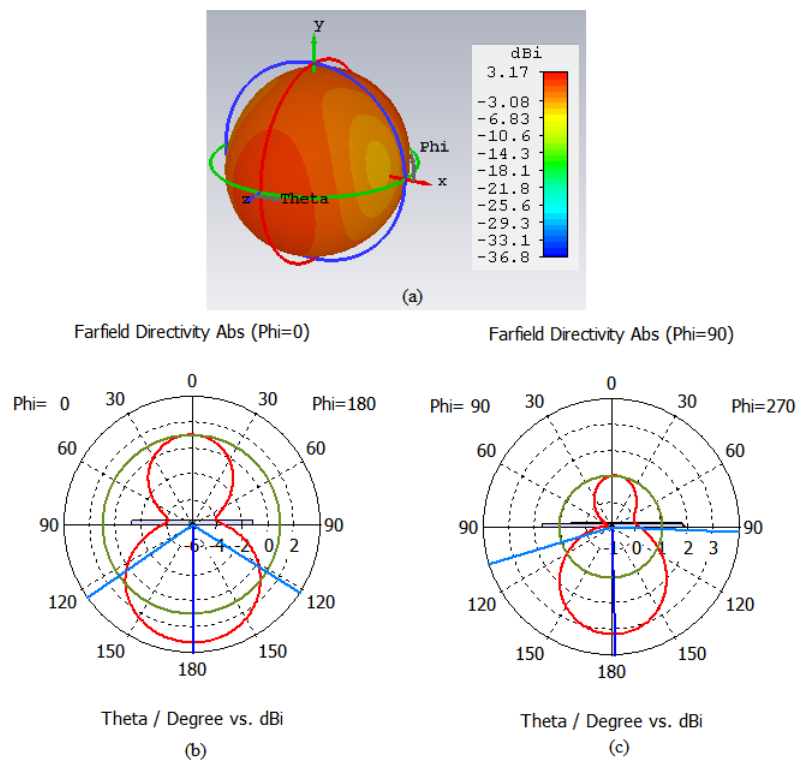 y
dBi
3.17
-3.08
-6.83
-10.6
-14.3
-18.1
-21.8
-25.6
-29.3
-33.1
-36.8
Phi
x
z
Theta
(a)
Farfield Directivity Abs (Phi=0)
Farfield Directivity Abs (Phi=90)
0
30
30
Phi= 0
Phi=180
60
60
90
90
-6
-4
-2
0
2
120
120
150
150
180
Theta / Degree vs. dBi
(b)
0
30
30
Phi= 90
Phi=270
60
60
90
90
-1
0
1
2
3
120
120
150
150
180
Theta / Degree vs. dBi
(c)